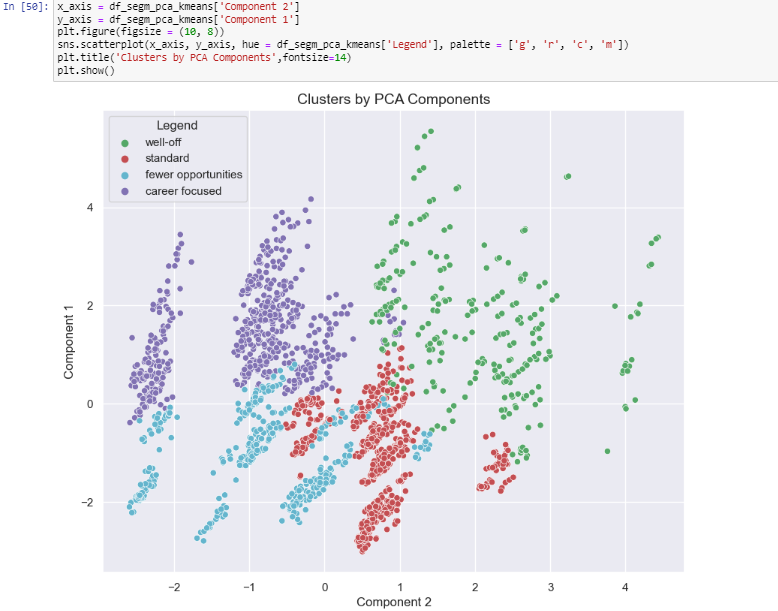 In [50]: x_axis = df_segm_pca_kmeans['Component 2']
y_axis = df_segm_pca_kmeans['Component 1']
plt.figure(figsize = (10, 8))
sns.scatterplot(x_axis, y_axis, hue = df_segm_pca_kmeans['Legend'], palette = ['g', 'r', 'c', 'm'])
plt.title('Clusters by PCA Components',fontsize=14)
plt.show()
Clusters by PCA Components
Legend
well-off
standard
fewer opportunities
career focused
4
2
0
−2
Component 1
−2 −1 0 1 2 3 4
Component 2